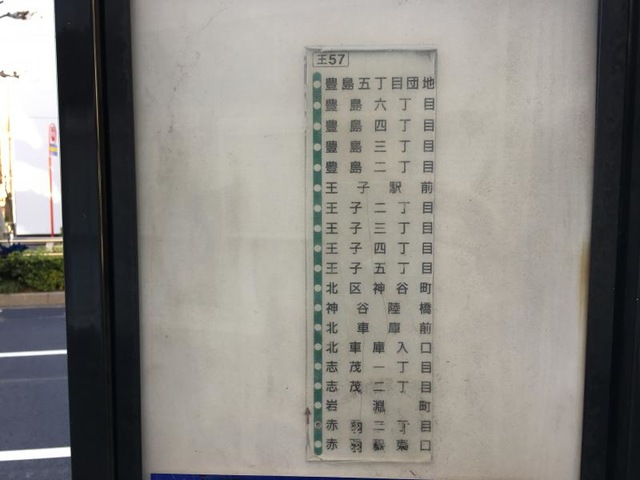 王57
豊島五丁目団地
豊島六丁目
豊島四丁目
豊島三丁目
豊島二丁目
王子駅前
王子二丁目
王子三丁目
王子四丁目
王子五丁目
北区神谷町
神谷陸橋
北車庫前
北車庫入口
志茂一丁目
志茂二丁目
岩淵町
赤羽二丁目
赤羽駅東口